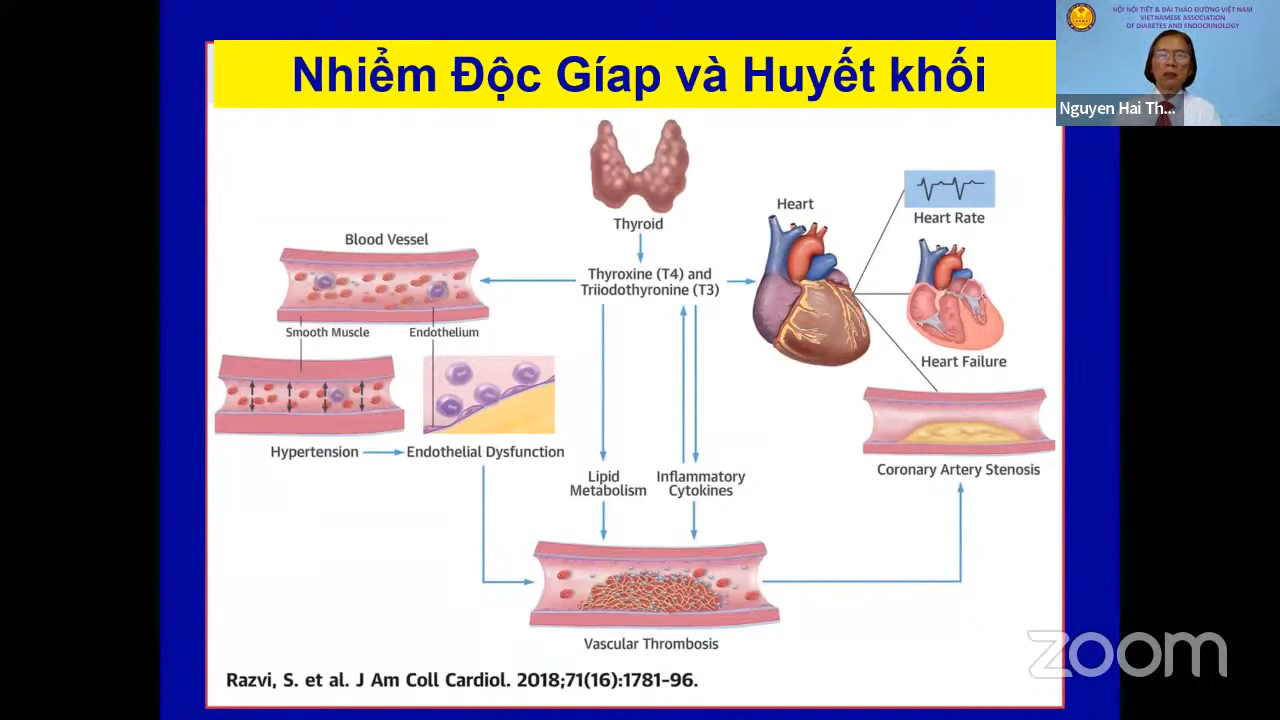 HỘI NỘI TIẾT & ĐÁI THÁO ĐƯỜNG VIỆT NAM
VIETNAMESE ASSOCIATION
OF DIABETES AND ENDOCRINOLOGY
Nguyen Hai Th...
Nhiểm Độc Gíap và Huyết khối
Thyroid
Heart
Heart Rate
Blood Vessel
Thyroxine (T4) and
Triiodothyronine (T3)
Smooth Muscle
Endothelium
Heart Failure
Hypertension
Endothelial Dysfunction
Lipid
Metabolism
Inflammatory
Cytokines
Coronary Artery Stenosis
Vascular Thrombosis
Razvi, S. et al. J Am Coll Cardiol. 2018;71(16):1781-96.
zoom